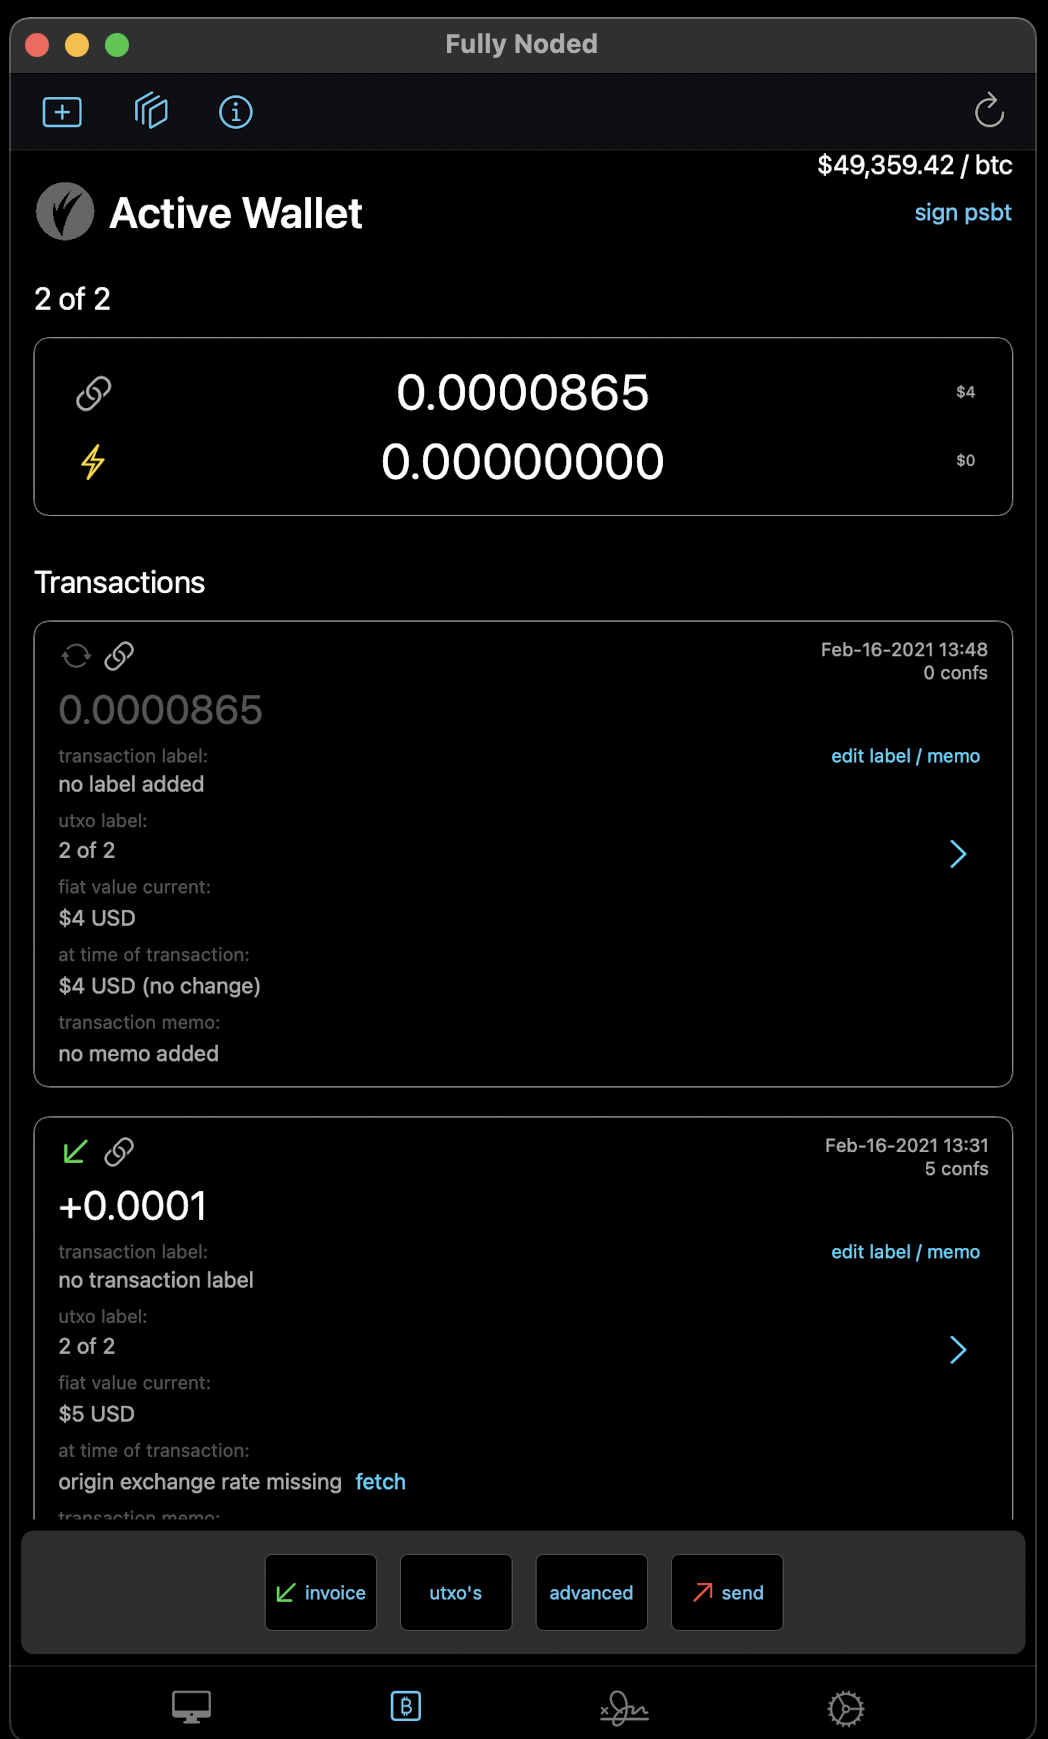 Fully Noded
$49,359.42 / btc
Active Wallet
sign psbt
2 of 2
0.0000865
$4
0.00000000
$0
Transactions
Feb-16-2021 13:48
0 confs
0.0000865
transaction label:
edit label / memo
no label added
utxo label:
2 of 2
fiat value current:
$4 USD
at time of transaction:
$4 USD (no change)
transaction memo:
no memo added
Feb-16-2021 13:31
5 confs
+0.0001
transaction label:
edit label / memo
no transaction label
utxo label:
2 of 2
fiat value current:
$5 USD
at time of transaction:
origin exchange rate missing fetch
transaction memo:
invoice
utxo's
advanced
send